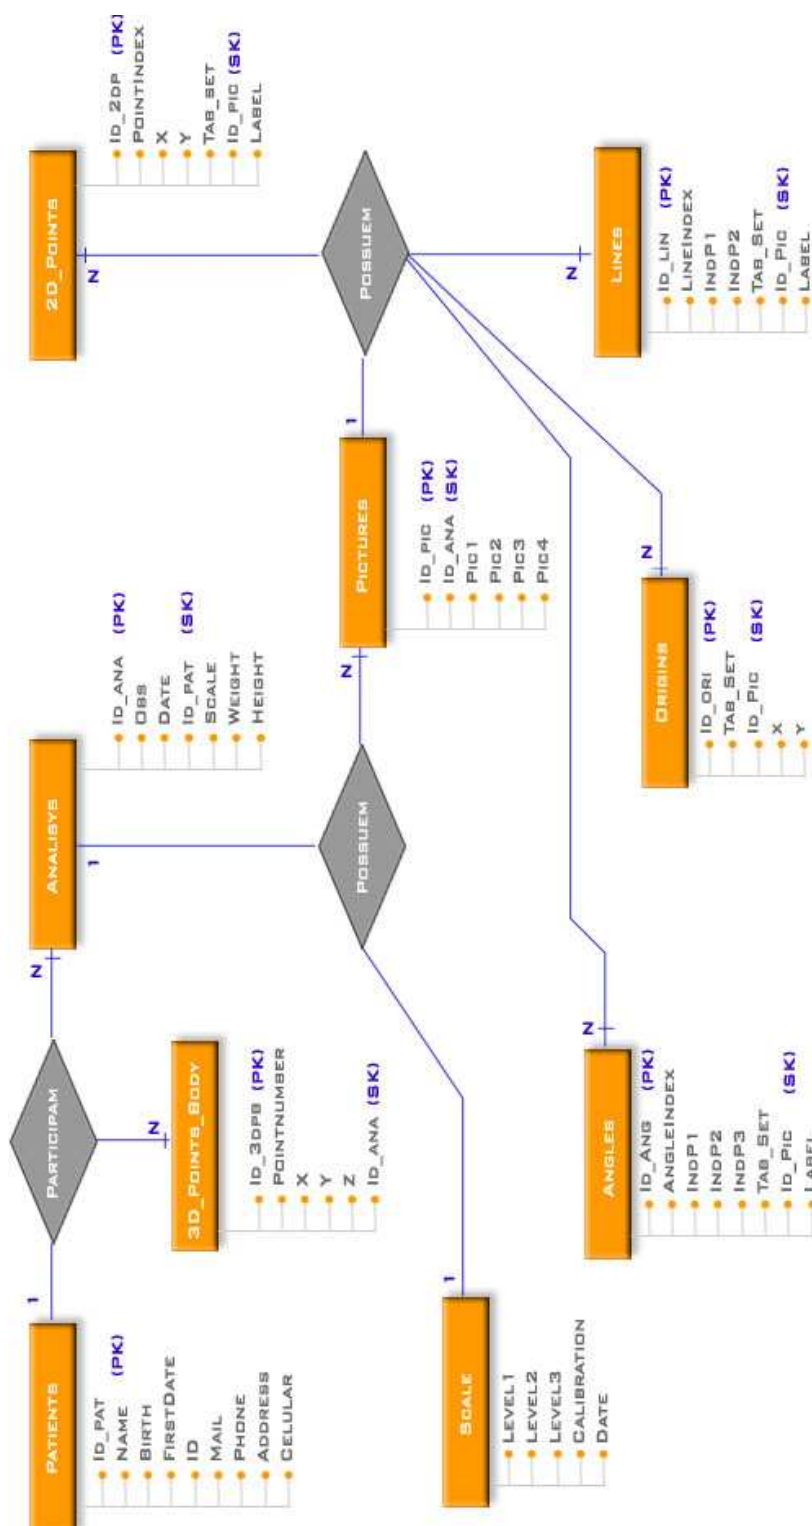 Patients
Id_Pat (PK)
Name
Birth
FirstDate
ID
Mail
Phone
Address
Celular
1
Participam
N
N
Analisys
Id_Ana (PK)
Obs
Date
Id_Pat (SK)
Scale
Weight
Height
1
2D_Points
Id_2DP (PK)
PointIndex
X
Y
Tab_set
Id_Pic (SK)
Label
N
3D_Points_Body
Id_3DPB (PK)
Pointnumber
X
Y
Z
Id_Ana (SK)
Possuem
N
Pictures
Id_Pic (PK)
Id_Ana (SK)
Pic1
Pic2
Pic3
Pic4
1
Possuem
Scale
Level1
Level2
Level3
Calibration
Date
1
Angles
Id_Ang (PK)
AngleIndex
IndP1
IndP2
IndP3
Tab_Set
Id_Pic (SK)
Label
N
Origins
Id_Ori (PK)
Tab_Set
Id_Pic (SK)
X
Y
N
Lines
Id_Lin (PK)
LineIndex
IndP1
IndP2
Tab_Set
Id_Pic (SK)
Label
N